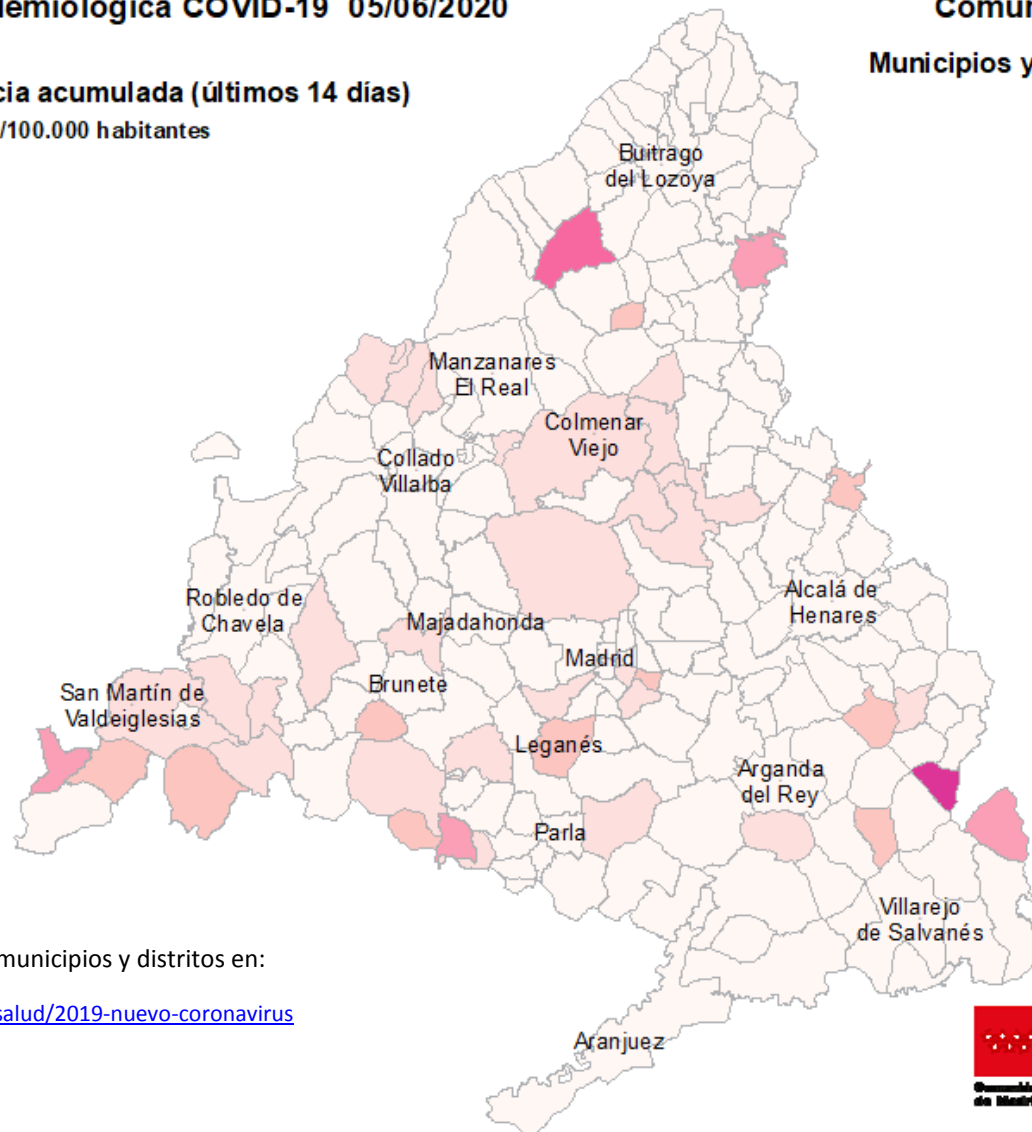 demiológica COVID-19 05/06/2020
Comun
Municipios y
cia acumulada (últimos 14 días)
/100.000 habitantes
Buitrago
del Lozoya
Manzanares
El Real
Colmenar
Viejo
Collado
Villalba
Robledo de
Chavela
Majadahonda
Alcalá de
Henares
Madrid
San Martín de
Valdeiglesias
Brunete
Leganés
Arganda
del Rey
Parla
Villarejo
de Salvanés
municipios y distritos en:
salud/2019-nuevo-coronavirus
Aranjuez
de Madri